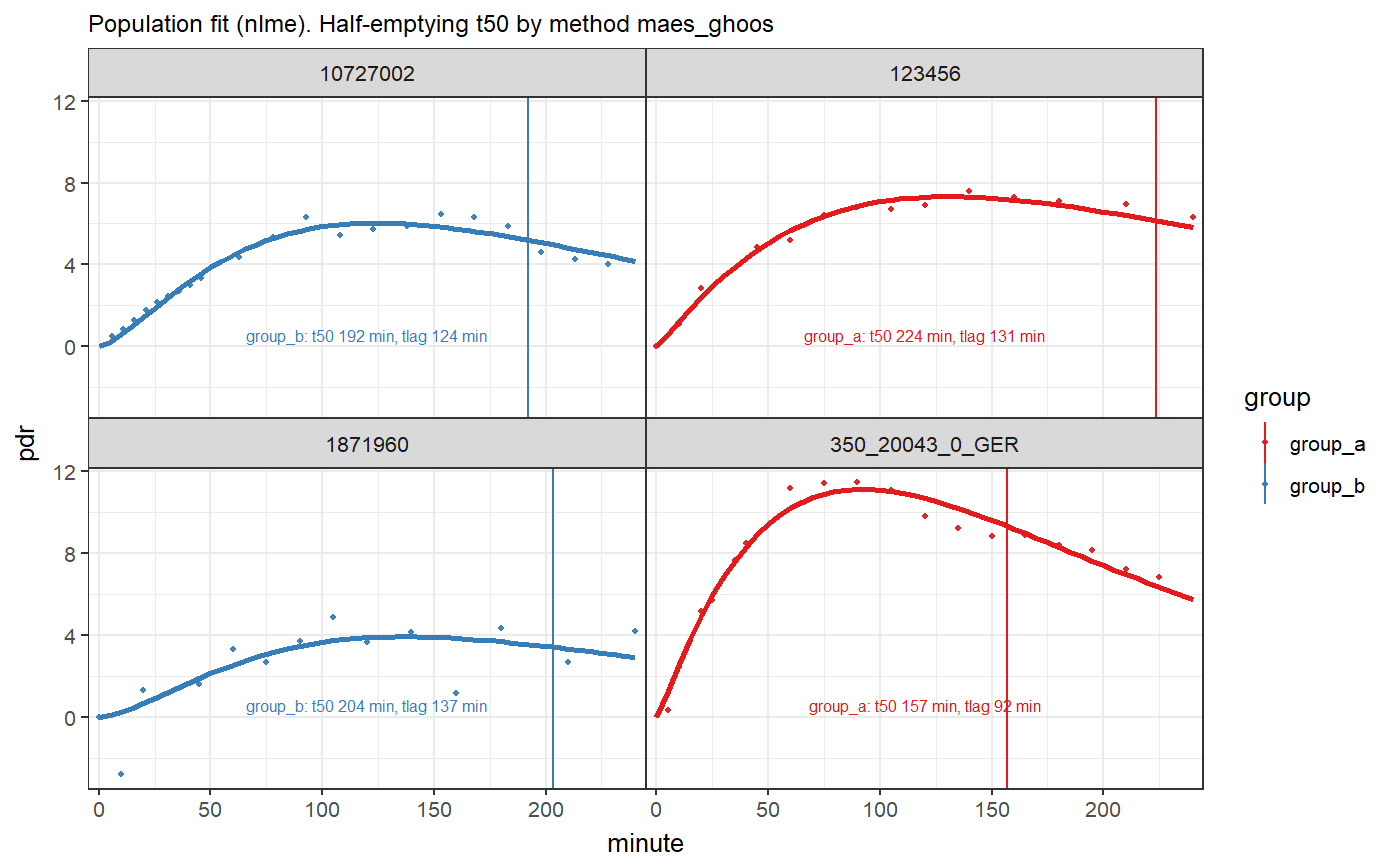 Population fit (nlme). Half-emptying t50 by method maes_ghoos
10727002
123456
12
8
4
0
group_b: t50 192 min, tlag 124 min
group_a: t50 224 min, tlag 131 min
1871960
350_20043_0_GER
12
8
4
0
group_b: t50 204 min, tlag 137 min
group_a: t50 157 min, tlag 92 min
0 50 100 150 200
0 50 100 150 200
minute
pdr
group
group_a
group_b